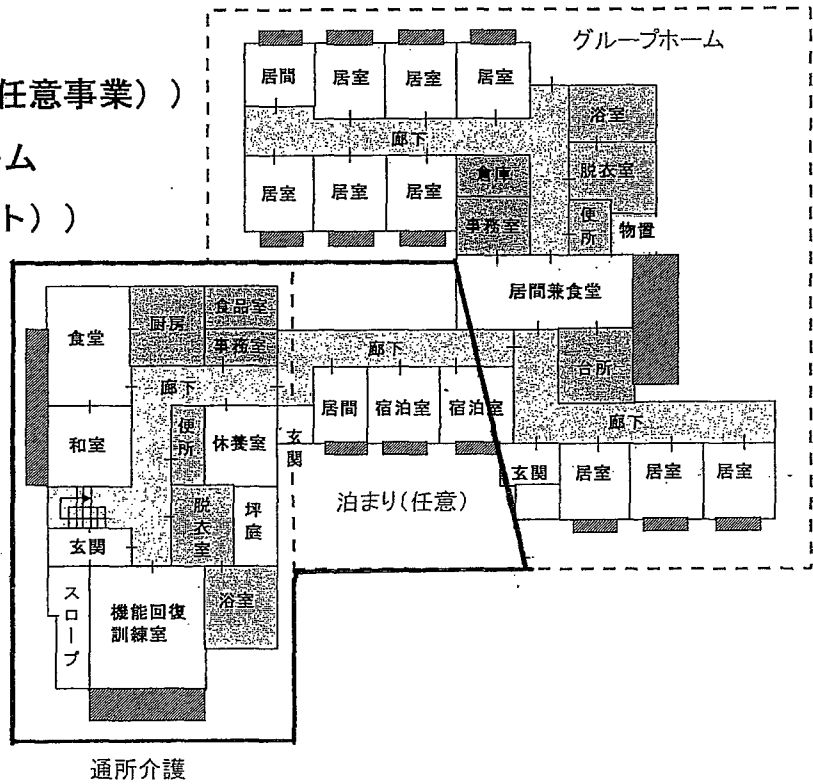 任意事業））
ーム
ト））
グループホーム
居間
居室
居室
居室
浴室
廊下
脱衣室
居室
居室
居室
倉庫
事務室
便所
物置
居間兼食堂
食堂
厨房
食品室
事務室
廊下
台所
廊下
居間
宿泊室
宿泊室
廊下
和室
便所
休養室
玄関
泊まり(任意)
玄関
居室
居室
居室
脱衣室
坪庭
玄関
スロープ
機能回復
訓練室
浴室
通所介護